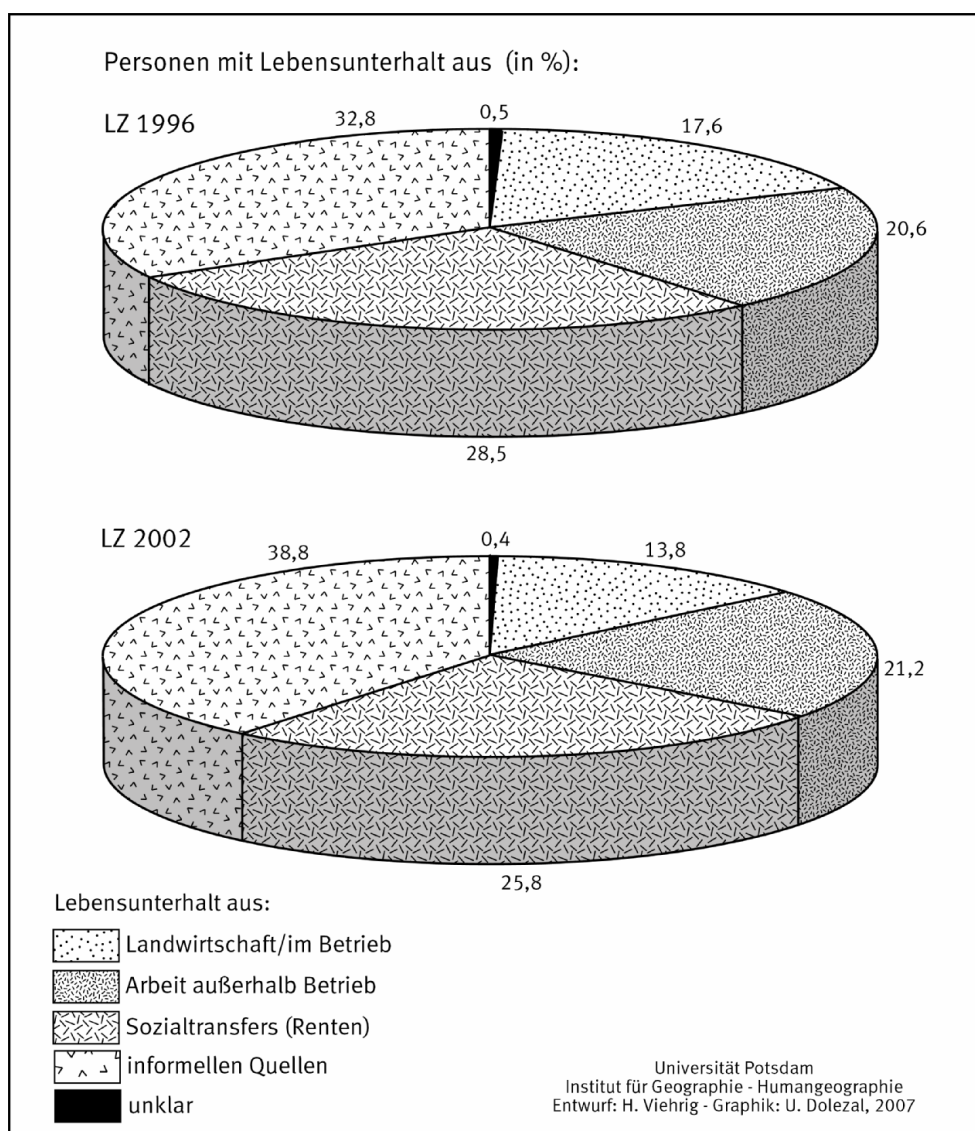 Personen mit Lebensunterhalt aus (in %):
LZ 1996
32,8
0,5
17,6
20,6
28,5
LZ 2002
38,8
0,4
13,8
21,2
25,8
Lebensunterhalt aus:
Landwirtschaft/im Betrieb
Arbeit außerhalb Betrieb
Sozialtransfers (Renten)
informellen Quellen
unklar
Universität Potsdam
Institut für Geographie - Humangeographie
Entwurf: H. Viehrig - Graphik: U. Dolezal, 2007